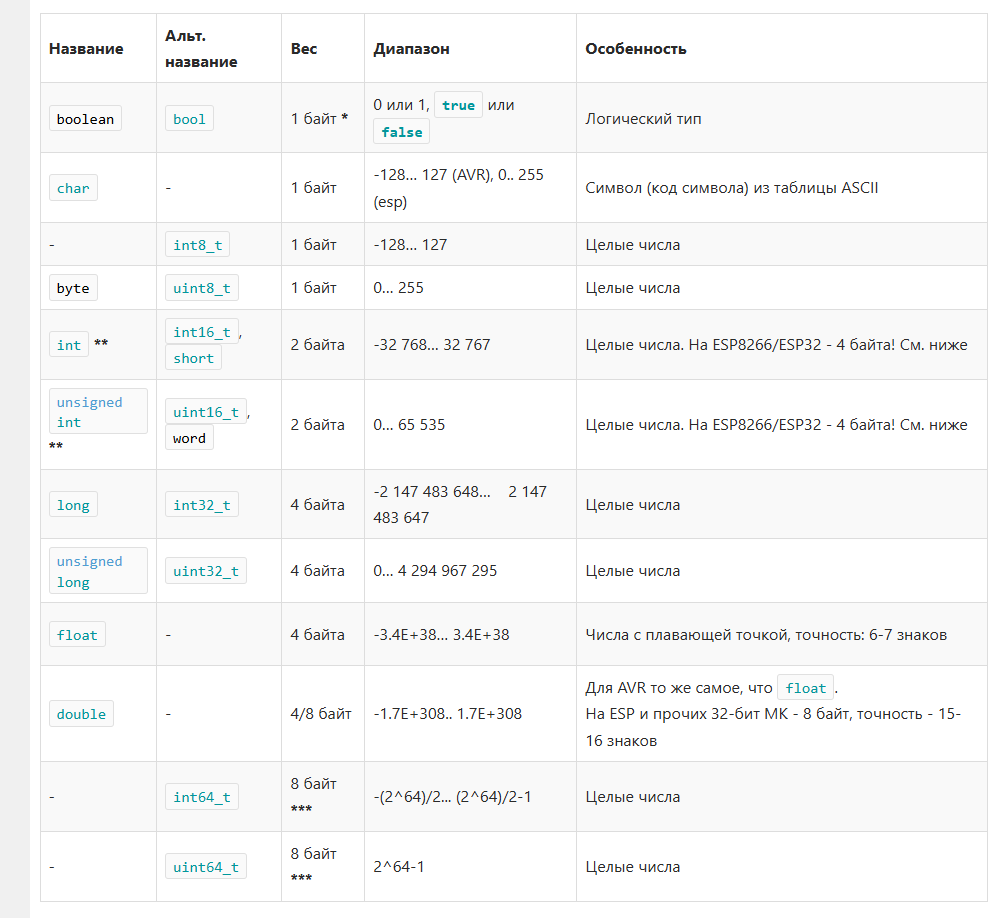 Название Альт. название Вес Диапазон Особенность
boolean bool 1 байт * 0 или 1, true или false Логический тип
char - 1 байт -128... 127 (AVR), 0.. 255 (esp) Символ (код символа) из таблицы ASCII
- int8_t 1 байт -128... 127 Целые числа
byte uint8_t 1 байт 0... 255 Целые числа
int ** int16_t, short 2 байта -32 768... 32 767 Целые числа. На ESP8266/ESP32 - 4 байта! См. ниже
unsigned int ** uint16_t, word 2 байта 0... 65 535 Целые числа. На ESP8266/ESP32 - 4 байта! См. ниже
long int32_t 4 байта -2 147 483 648... 2 147 483 647 Целые числа
unsigned long uint32_t 4 байта 0... 4 294 967 295 Целые числа
float - 4 байта -3.4E+38... 3.4E+38 Числа с плавающей точкой, точность: 6-7 знаков
double - 4/8 байт -1.7E+308.. 1.7E+308 Для AVR то же самое, что float.
На ESP и прочих 32-бит МК - 8 байт, точность - 15-
16 знаков
- int64_t 8 байт *** -(2^64)/2... (2^64)/2-1 Целые числа
- uint64_t 8 байт *** 2^64-1 Целые числа